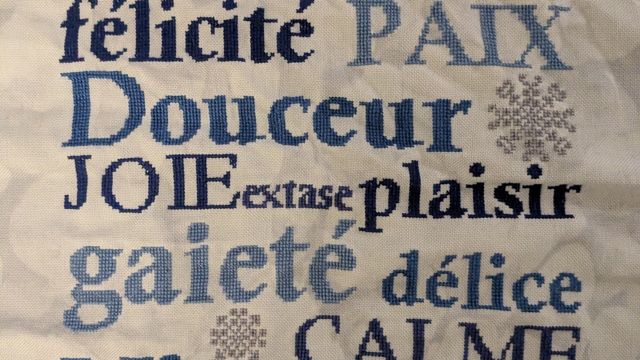 félicité PAIX
Douceur
JOIE extase plaisir
gaieté délice
CALME